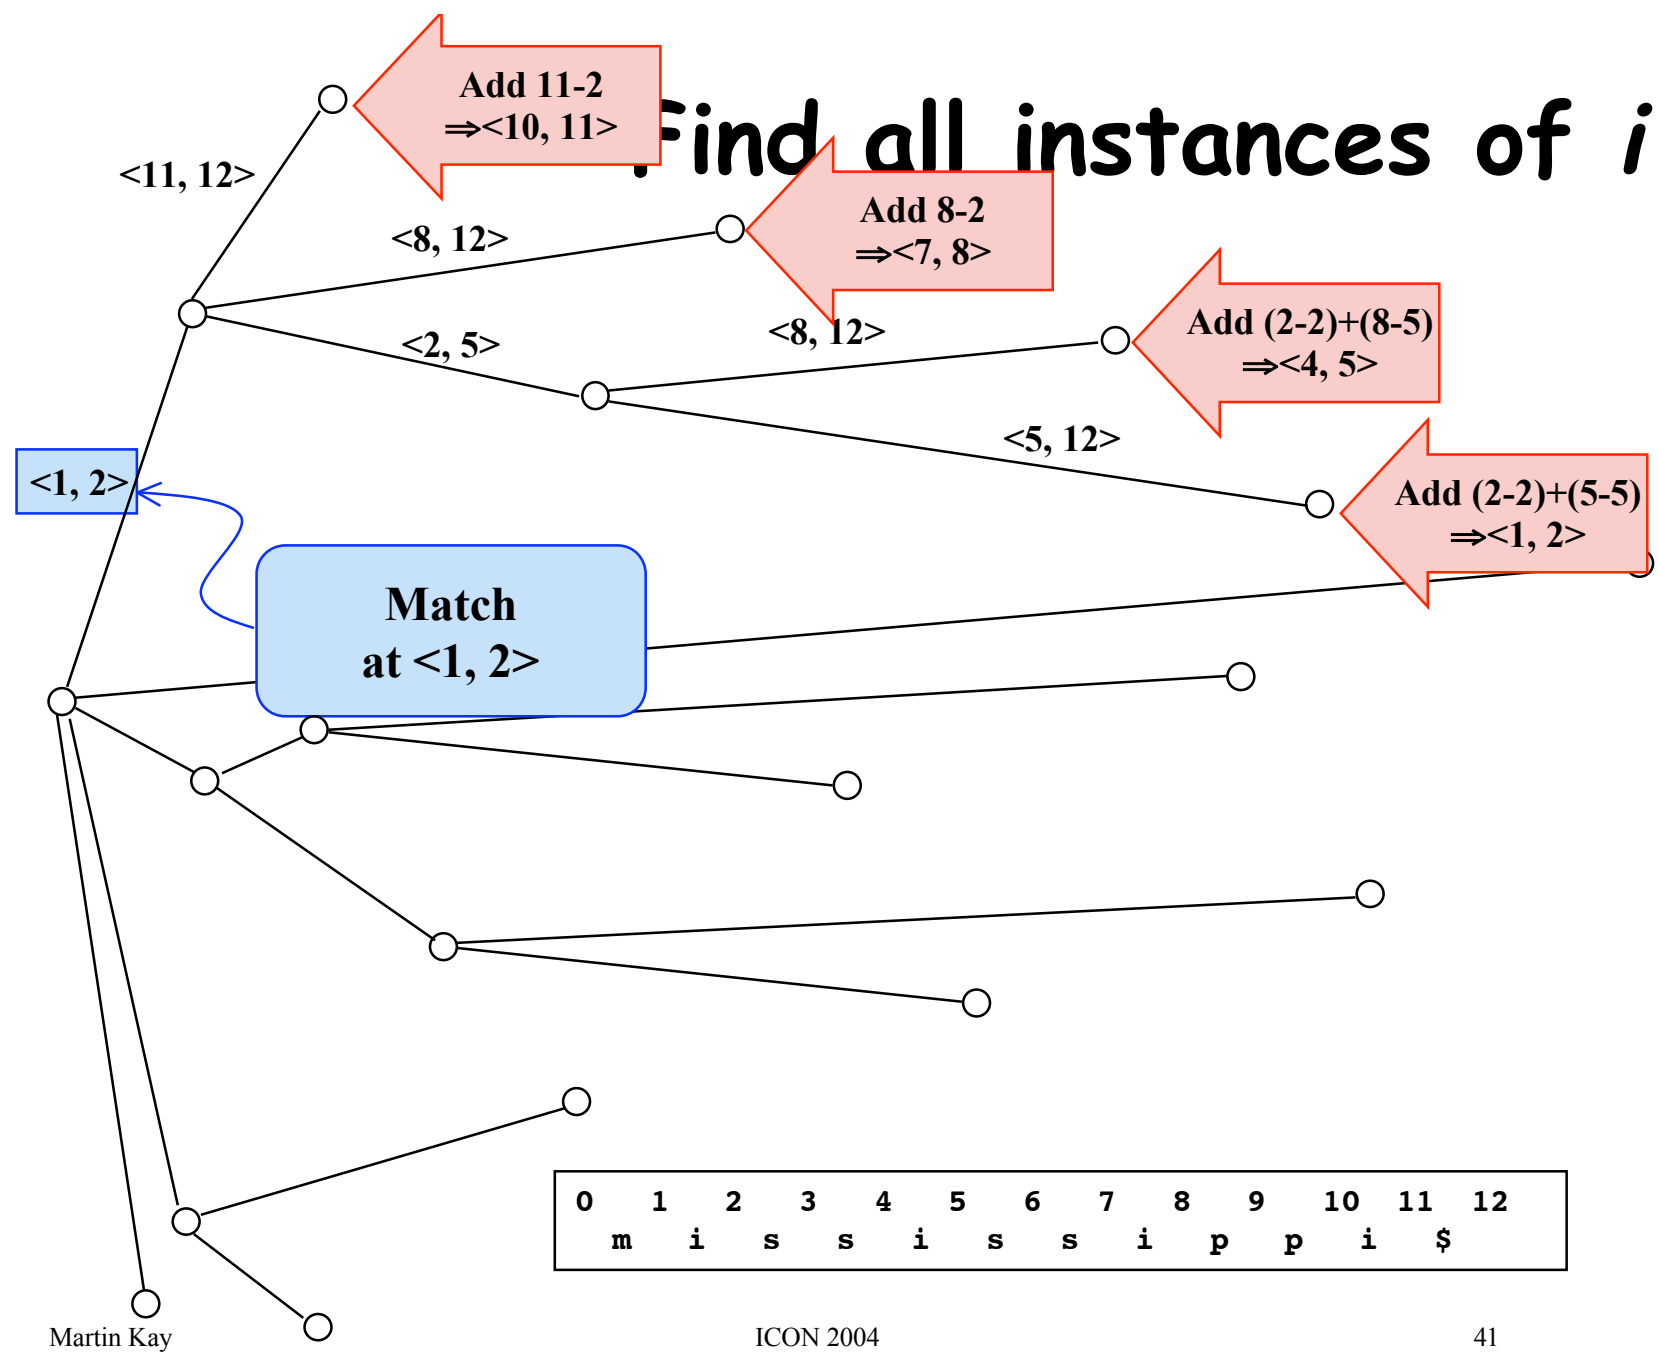 Find all instances of i
Add 11-2
⇒<10, 11>
<11, 12>
Add 8-2
⇒<7, 8>
<8, 12>
Add (2-2)+(8-5)
⇒<4, 5>
<8, 12>
<2, 5>
<5, 12>
Add (2-2)+(5-5)
⇒<1, 2>
<1, 2>
Match
at <1, 2>
0 1 2 3 4 5 6 7 8 9 10 11 12
m i s s i s s i p p i $
Martin Kay ICON 2004 41